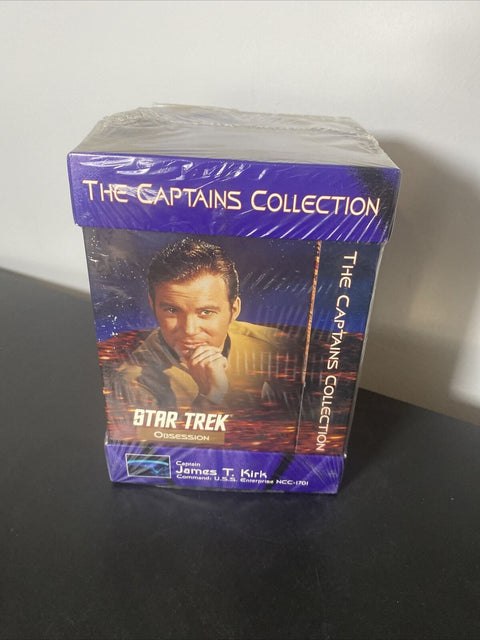 THE CAPTAINS COLLECTION
THE CAPTAINS COLLECTION
STAR TREK
OBSESSION
Captain
James T. Kirk
Command: U.S.S. Enterprise NCC-1701